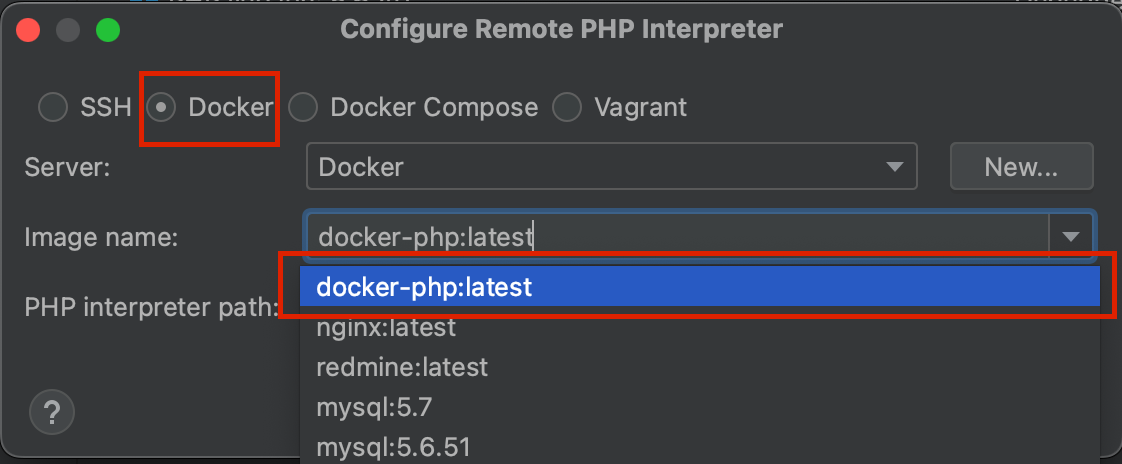 Configure Remote PHP Interpreter
SSH Docker Docker Compose Vagrant
Server: Docker New...
Image name: docker-php:latest
docker-php:latest
PHP interpreter path:
nginx:latest
redmine:latest
?
mysql:5.7
mysql:5.6.51